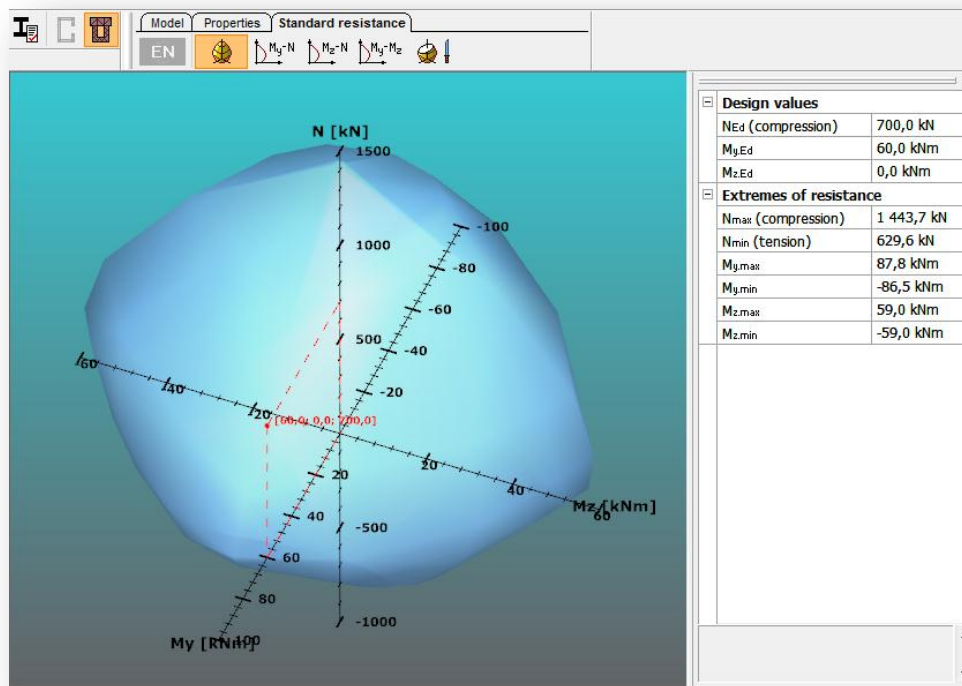 Model Properties Standard resistance
EN My-N Mz-N My-Mz
N [kN]
1500
1000
500
-500
-1000
-100
-80
-60
-40
-20
20
40
60
80
100
My [kNm]
60
40
20
20
40
60
Mz [kNm]
[60,0; 0,0; 700,0]
Design values
NEd (compression) 700,0 kN
My.Ed 60,0 kNm
Mz.Ed 0,0 kNm
Extremes of resistance
Nmax (compression) 1 443,7 kN
Nmin (tension) 629,6 kN
My.max 87,8 kNm
My.min -86,5 kNm
Mz.max 59,0 kNm
Mz.min -59,0 kNm